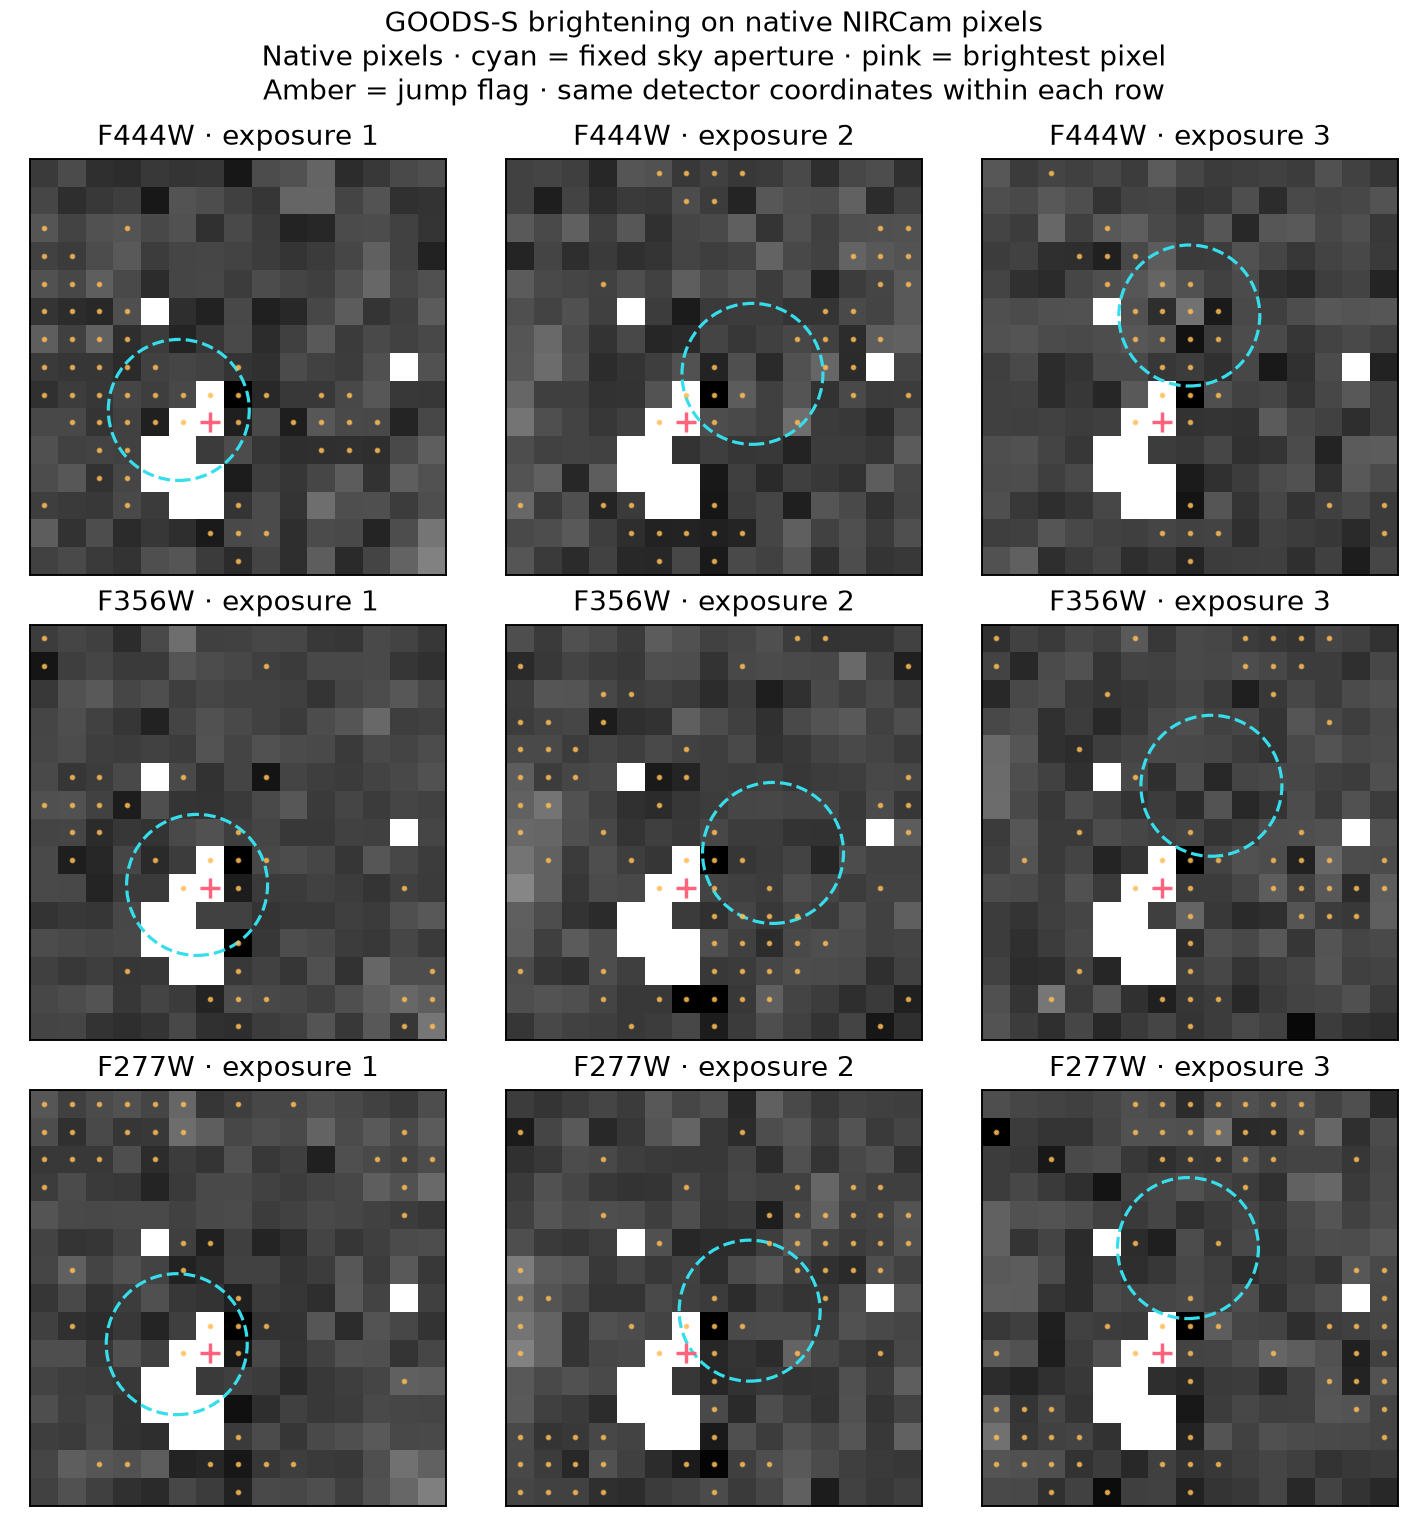 GOODS-S brightening on native NIRCam pixels
Native pixels · cyan = fixed sky aperture · pink = brightest pixel
Amber = jump flag · same detector coordinates within each row
F444W · exposure 1
F444W · exposure 2
F444W · exposure 3
F356W · exposure 1
F356W · exposure 2
F356W · exposure 3
F277W · exposure 1
F277W · exposure 2
F277W · exposure 3